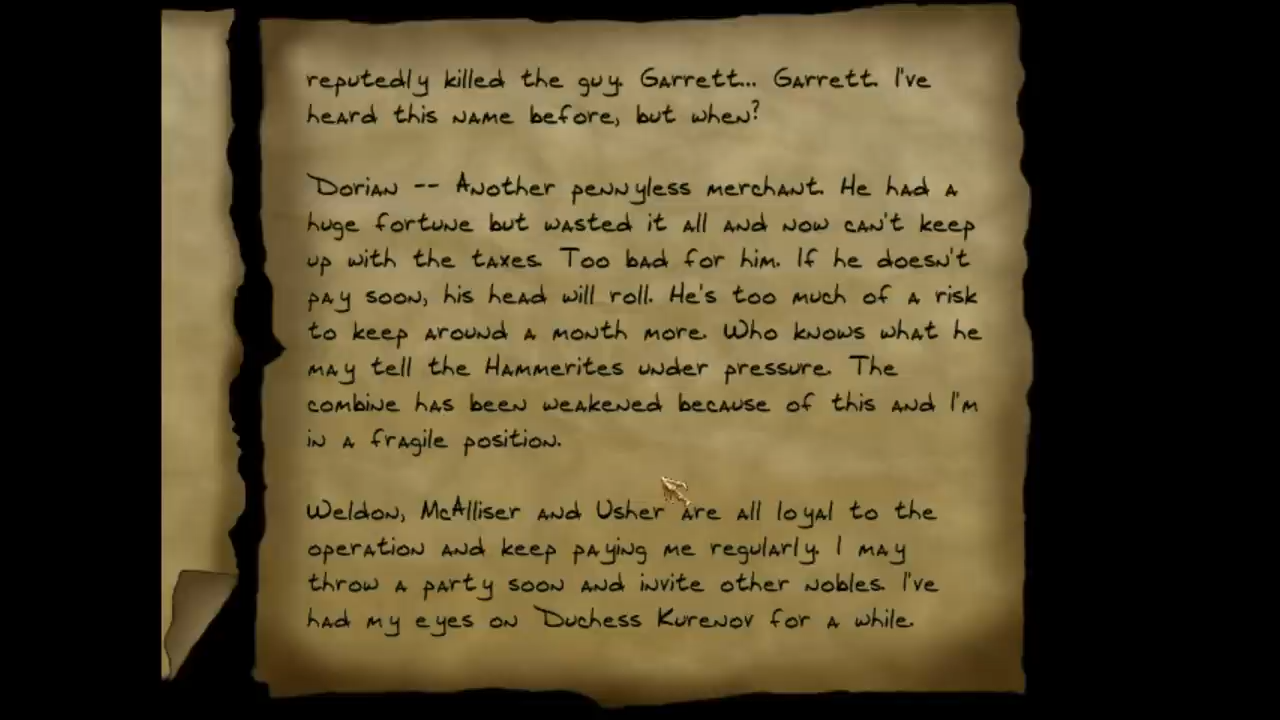 reputedly killed the guy. Garrett... Garrett. I've
heard this name before, but when?
Dorian -- Another pennyless merchant. He had a
huge fortune but wasted it all and now can't keep
up with the taxes. Too bad for him. If he doesn't
pay soon, his head will roll. He's too much of a risk
to keep around a month more. Who knows what he
may tell the Hammerites under pressure. The
combine has been weakened because of this and I'm
in a fragile position.
Weldon, McAlliser and Usher are all loyal to the
operation and keep paying me regularly. I may
throw a party soon and invite other nobles. I've
had my eyes on Duchess Kurenov for a while.